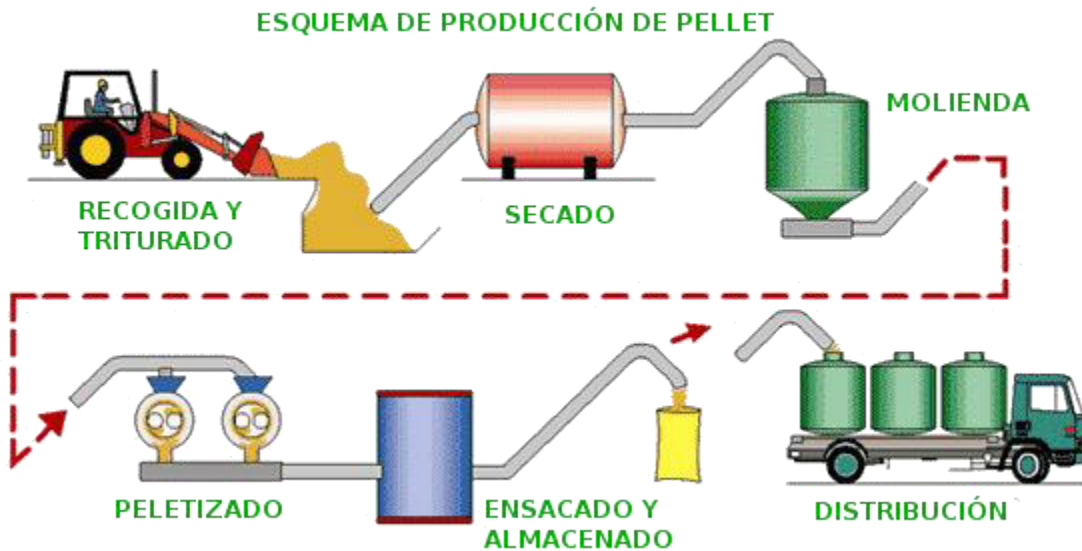 ESQUEMA DE PRODUCCIÓN DE PELLET
MOLIENDA
RECOGIDA Y
TRITURADO
SECADO
PELETIZADO
ENSACADO Y
ALMACENADO
DISTRIBUCIÓN